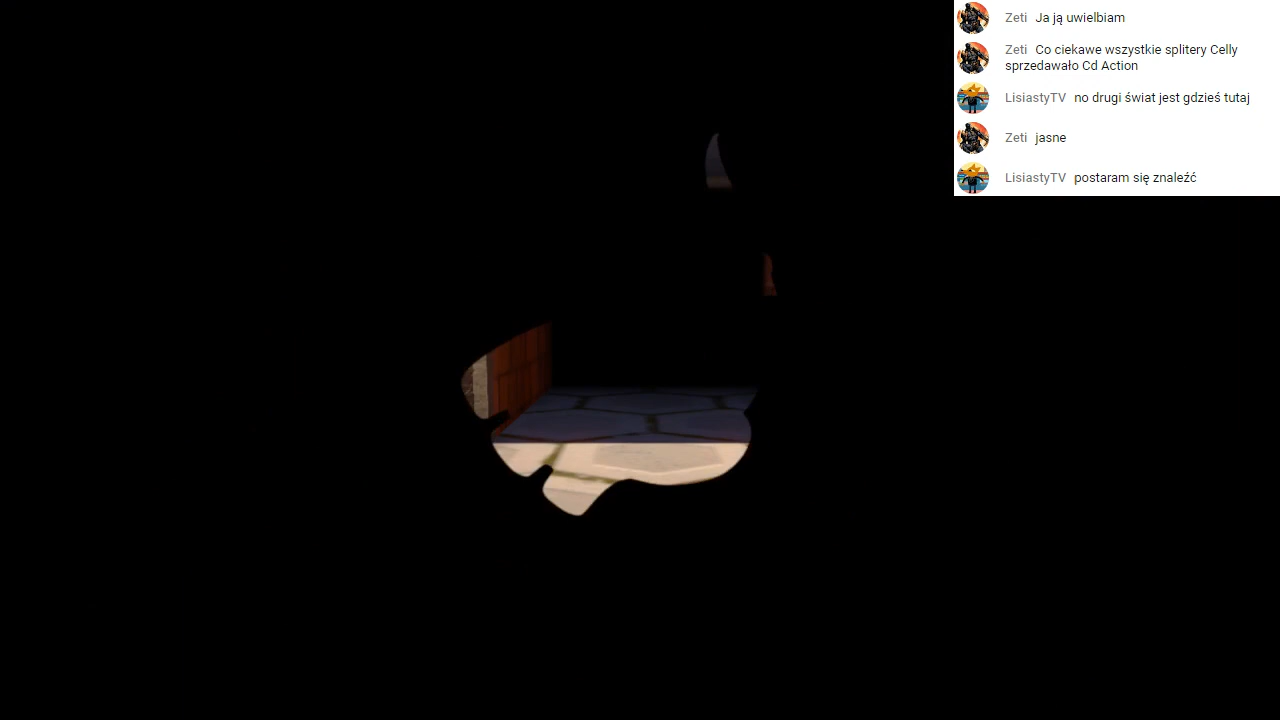 Zeti Ja ją uwielbiam
Zeti Co ciekawe wszystkie splitery Celly
sprzedawało Cd Action
LisiastyTV no drugi świat jest gdzieś tutaj
Zeti jasne
LisiastyTV postaram się znaleźć